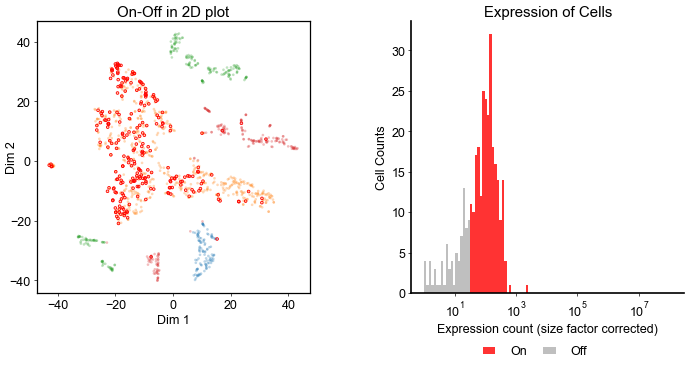 On-Off in 2D plot
Dim 2
40
20
0
−20
−40
−40 −20 0 20 40
Dim 1
Expression of Cells
Cell Counts
30
25
20
15
10
5
0
10^1 10^3 10^5 10^7
Expression count (size factor corrected)
On Off